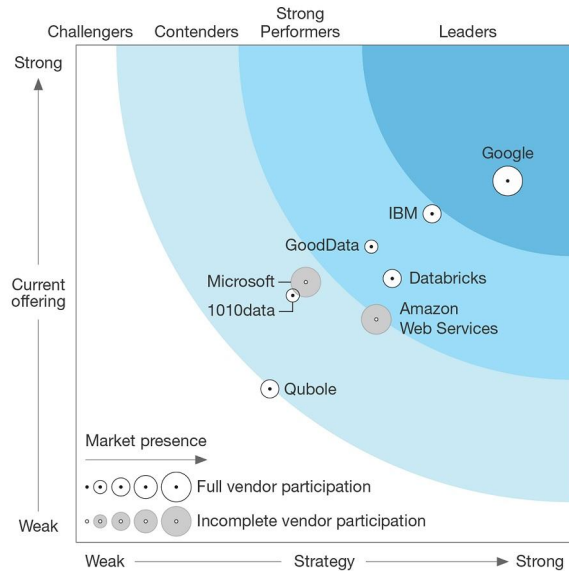 Challengers
Contenders
Strong
Performers
Leaders
Strong
Google
IBM
GoodData
Microsoft
Databricks
Current
offering
1010data
Amazon
Web Services
Qubole
Market presence
Full vendor participation
Incomplete vendor participation
Weak
Weak
Strategy
Strong